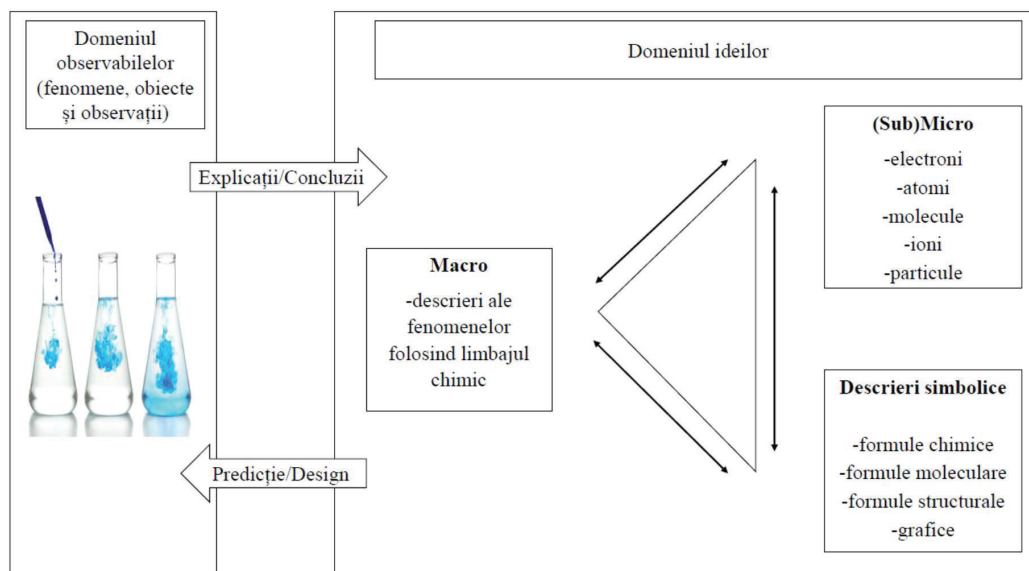 Domeniul
observabilelor
(fenomene, obiecte
și observații)
Domeniul ideilor
Explicații/Concluzii
Predicție/Design
Macro
-descrieri ale
fenomenelor
folosind limbajul
chimic
(Sub)Micro
-electroni
-atomi
-molecule
-ioni
-particule
Descrieri simbolice
-formule chimice
-formule moleculare
-formule structurale
-grafice